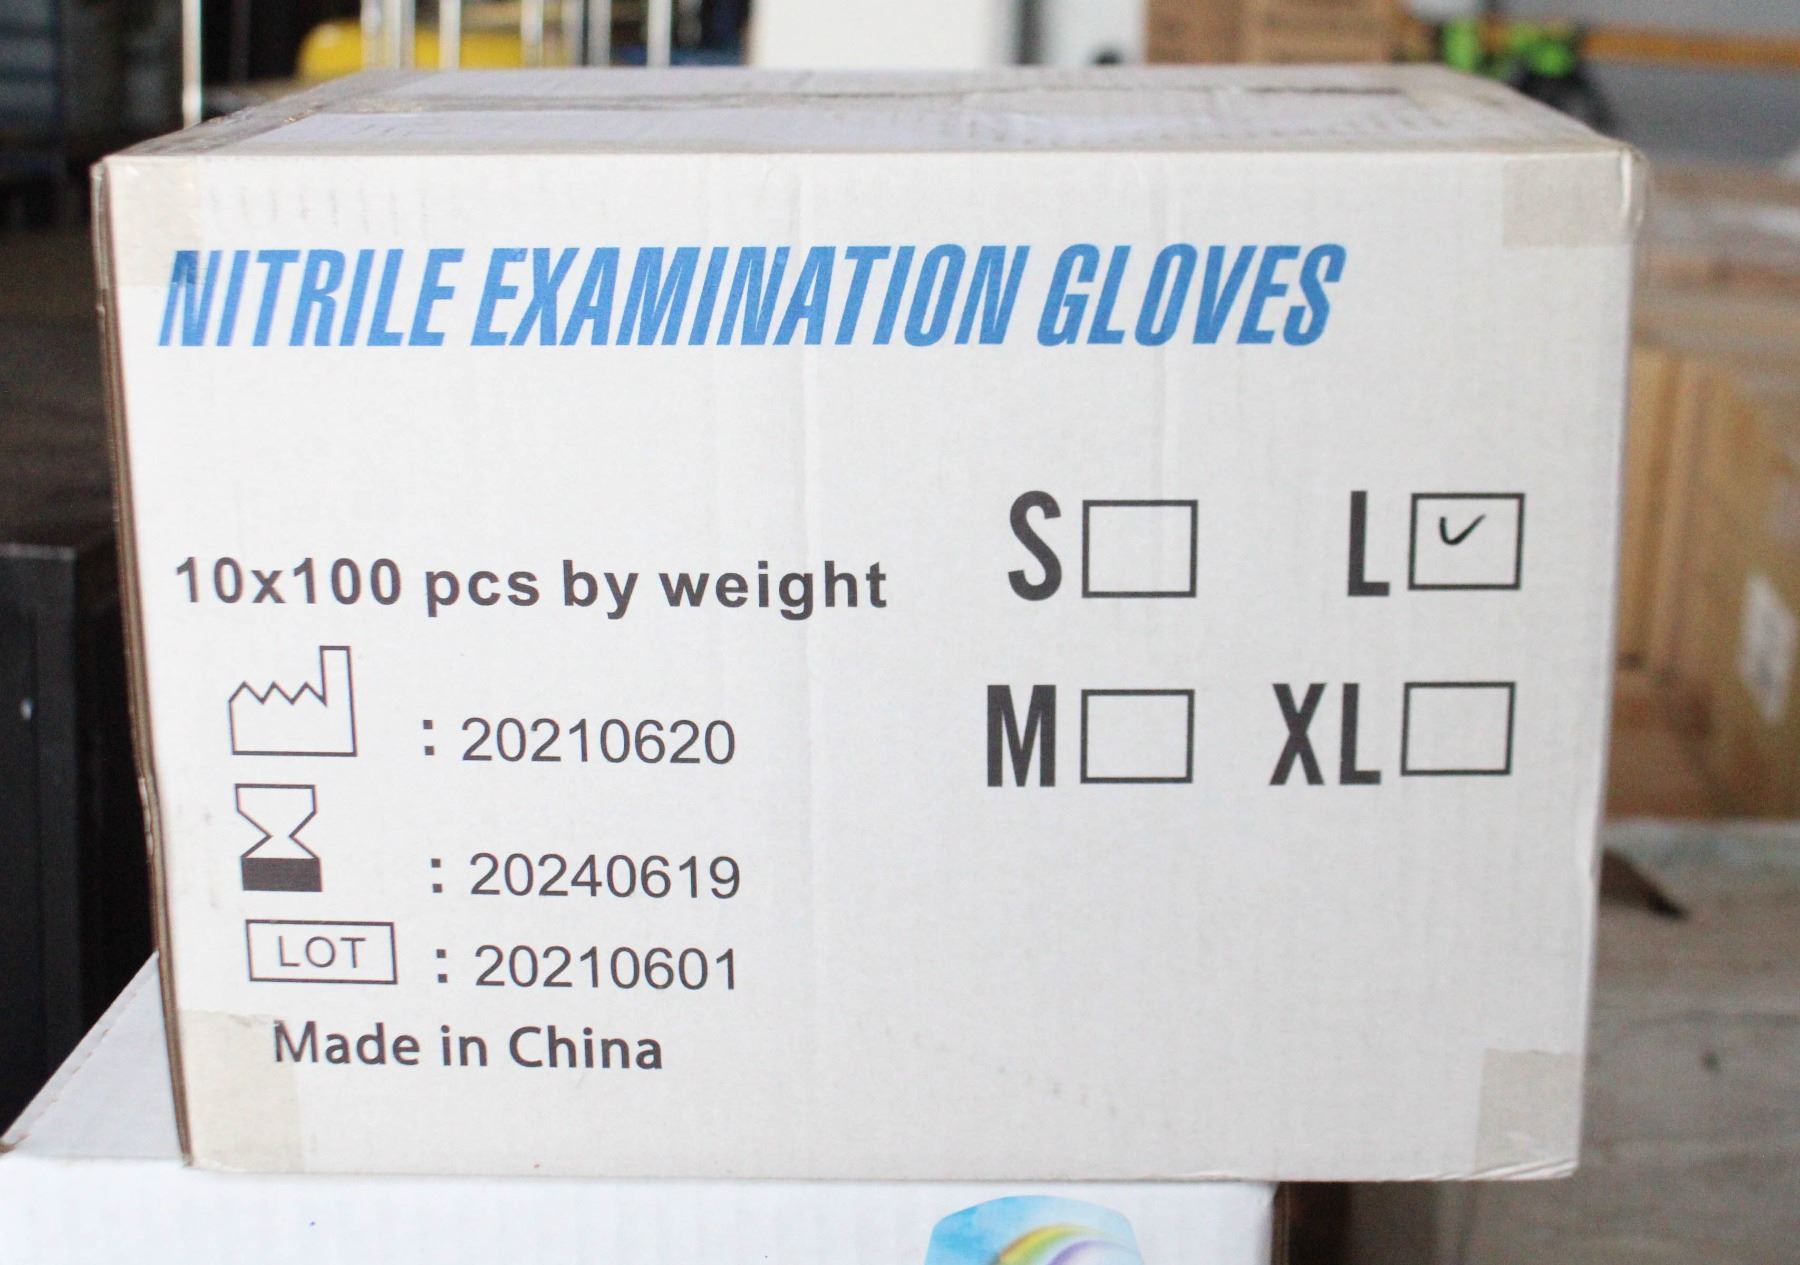 NITRILE EXAMINATION GLOVES
S L
10x100 pcs by weight
M XL
: 20210620
: 20240619
LOT : 20210601
Made in China